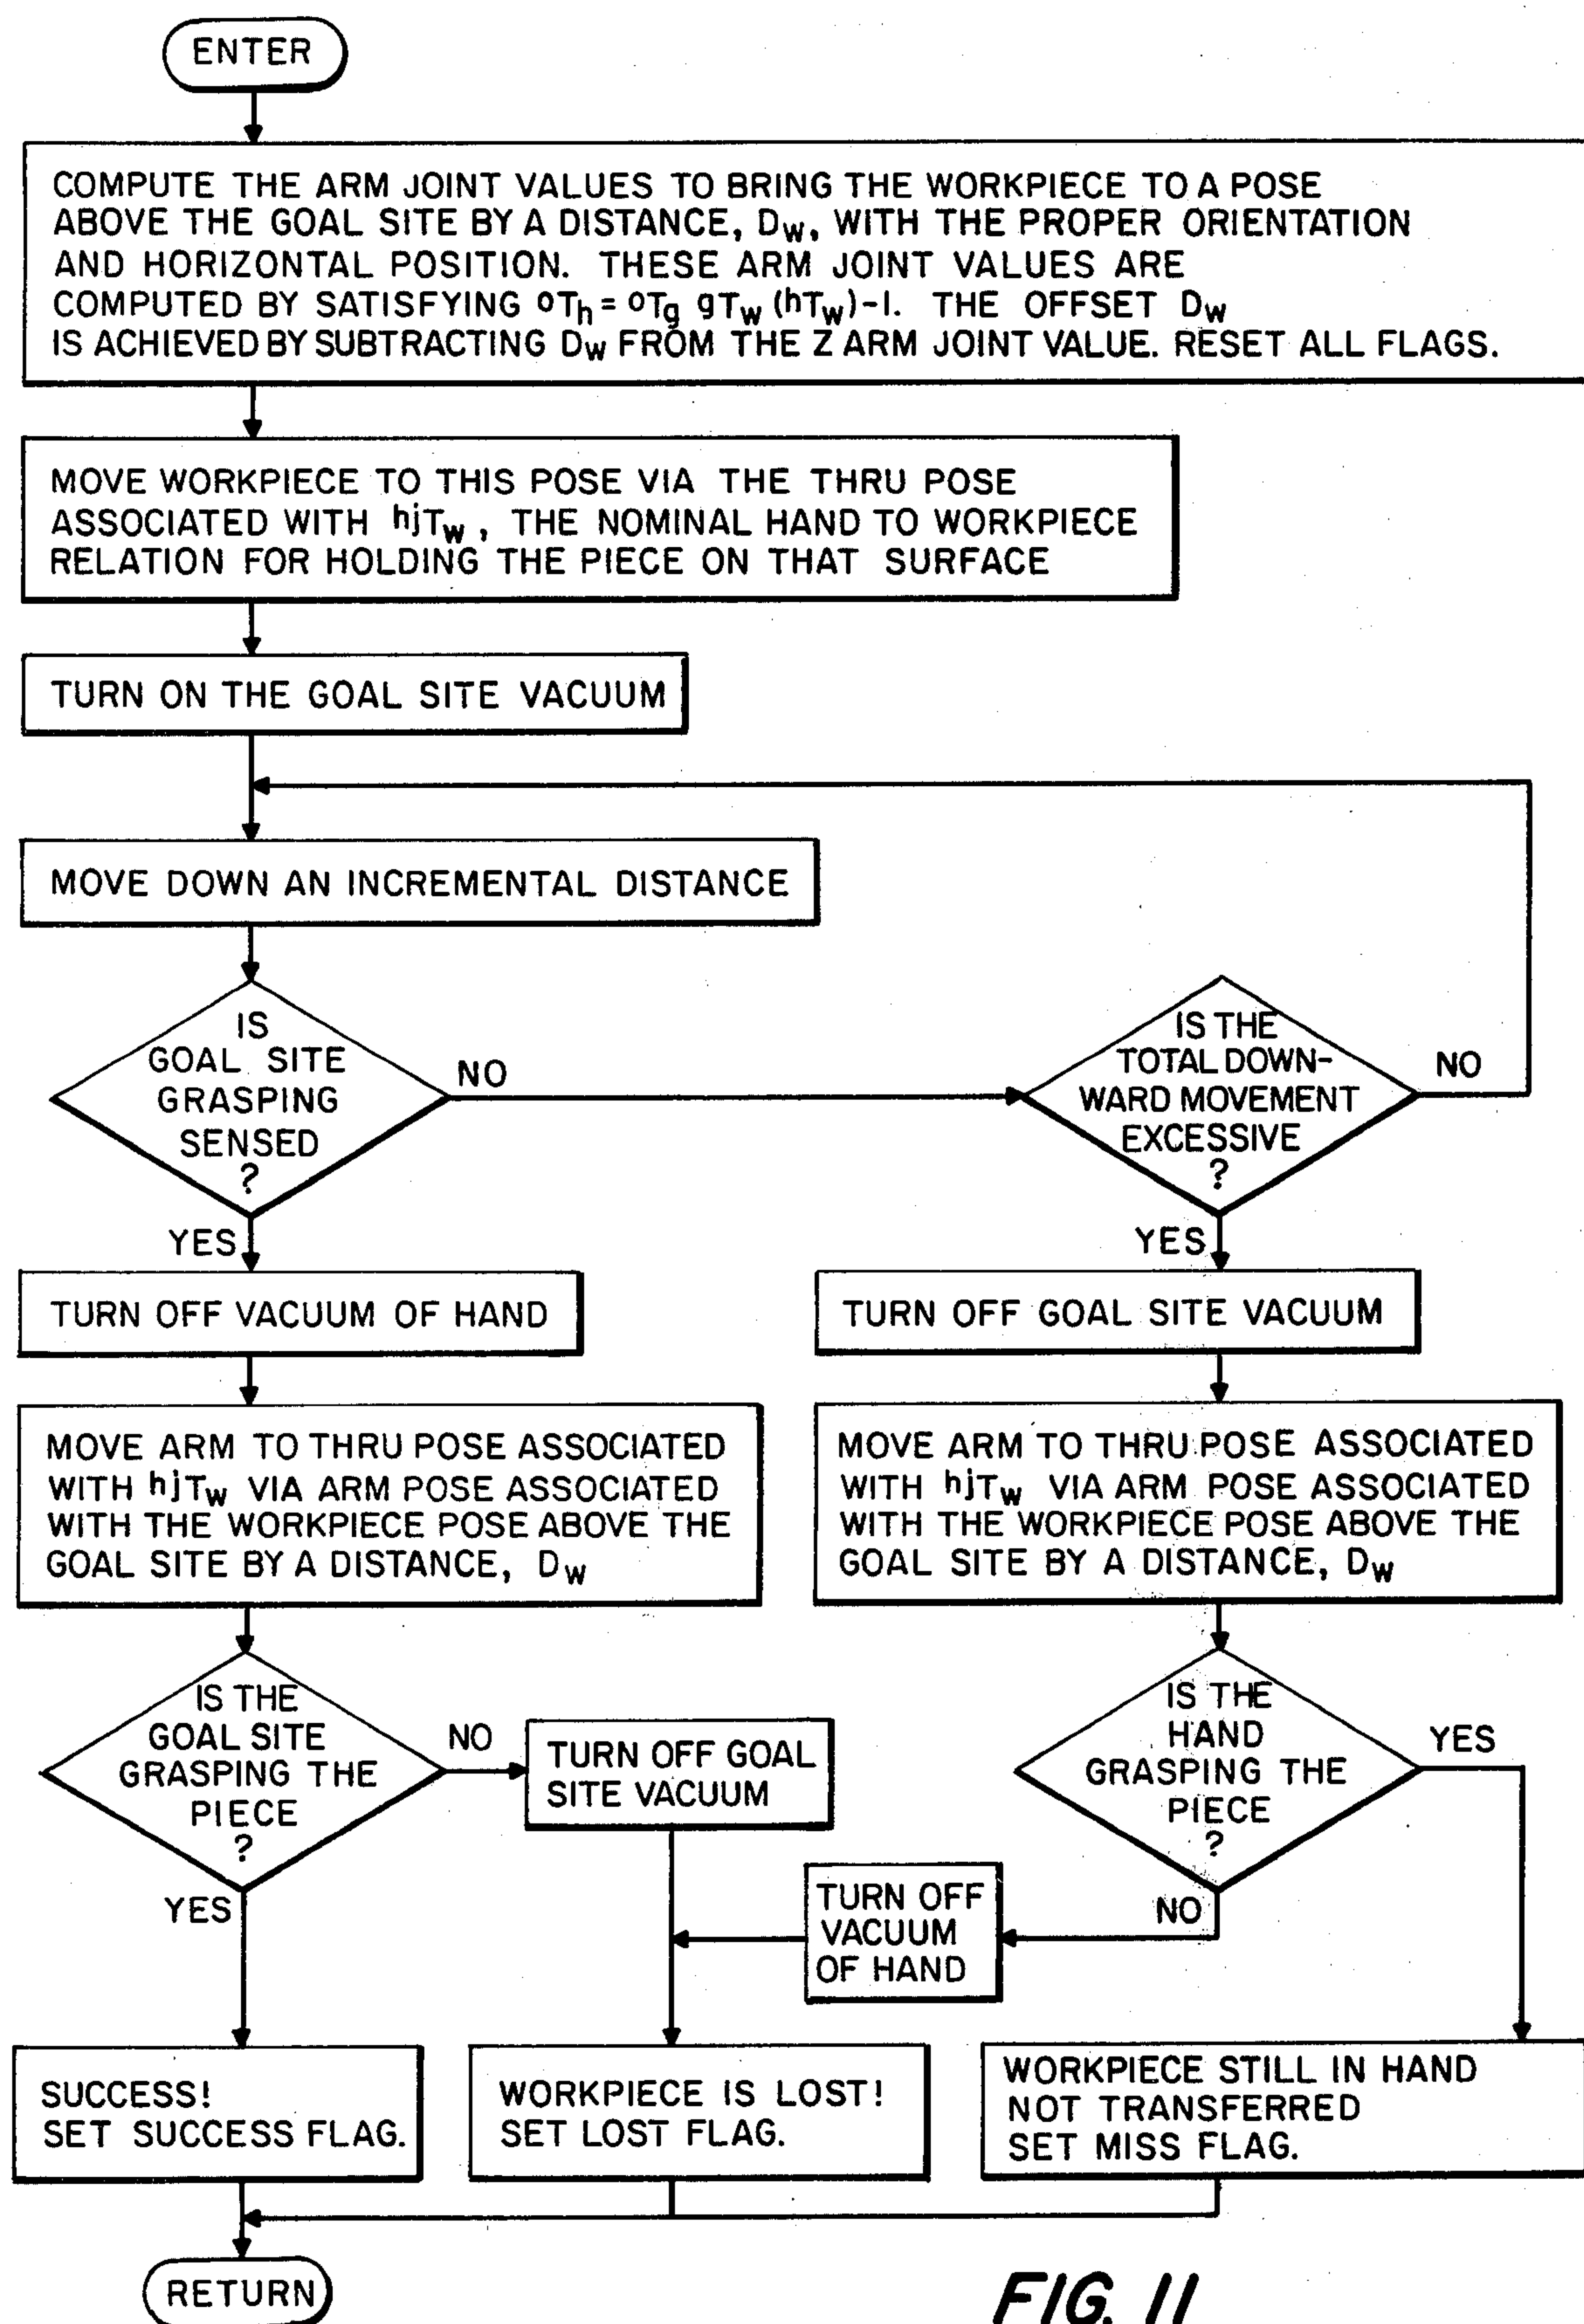 ENTER
COMPUTE THE ARM JOINT VALUES TO BRING THE WORKPIECE TO A POSE
ABOVE THE GOAL SITE BY A DISTANCE, Dw, WITH THE PROPER ORIENTATION
AND HORIZONTAL POSITION. THESE ARM JOINT VALUES ARE
COMPUTED BY SATISFYING oTh = oTg gTw (hTw)-1. THE OFFSET Dw
IS ACHIEVED BY SUBTRACTING Dw FROM THE Z ARM JOINT VALUE. RESET ALL FLAGS.
MOVE WORKPIECE TO THIS POSE VIA THE THRU POSE
ASSOCIATED WITH hjTw, THE NOMINAL HAND TO WORKPIECE
RELATION FOR HOLDING THE PIECE ON THAT SURFACE
TURN ON THE GOAL SITE VACUUM
MOVE DOWN AN INCREMENTAL DISTANCE
IS
GOAL SITE
GRASPING
SENSED
?
NO
IS THE
TOTAL DOWN-
WARD MOVEMENT
EXCESSIVE
?
NO
YES
YES
TURN OFF VACUUM OF HAND
TURN OFF GOAL SITE VACUUM
MOVE ARM TO THRU POSE ASSOCIATED
WITH hjTw VIA ARM POSE ASSOCIATED
WITH THE WORKPIECE POSE ABOVE THE
GOAL SITE BY A DISTANCE, Dw
MOVE ARM TO THRU POSE ASSOCIATED
WITH hjTw VIA ARM POSE ASSOCIATED
WITH THE WORKPIECE POSE ABOVE THE
GOAL SITE BY A DISTANCE, Dw
IS THE
GOAL SITE
GRASPING THE
PIECE
?
NO
TURN OFF GOAL
SITE VACUUM
IS THE
HAND
GRASPING THE
PIECE
?
YES
YES
TURN OFF
VACUUM
OF HAND
NO
SUCCESS!
SET SUCCESS FLAG.
WORKPIECE IS LOST!
SET LOST FLAG.
WORKPIECE STILL IN HAND
NOT TRANSFERRED
SET MISS FLAG.
RETURN
FIG. 11